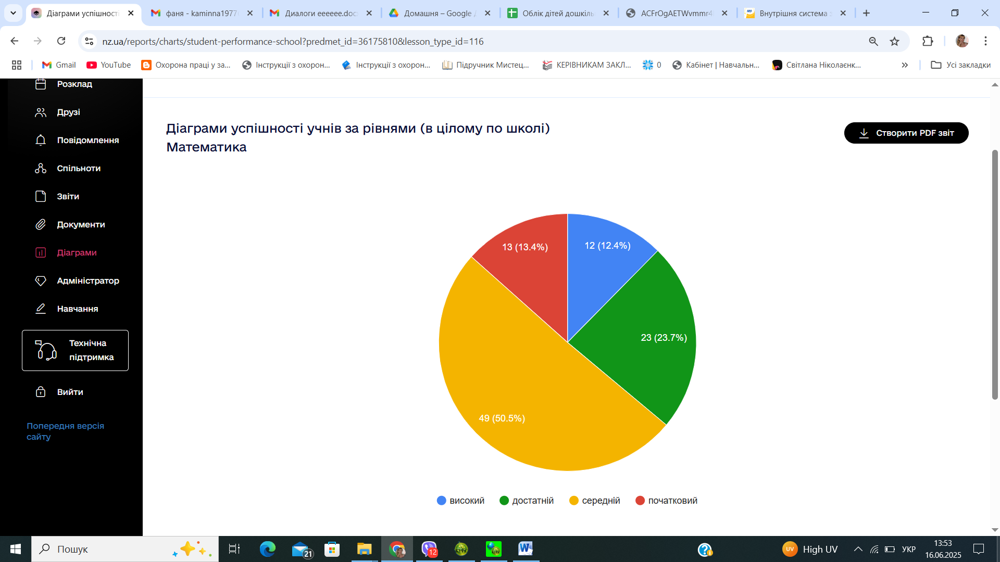 Діаграми успішності
фаня - kaminna1977
Диалоги еееееe.doc
Домашня – Google
Облік дітей дошкіль
ACFrOgAETWvmmr4
Внутрішня система з
nz.ua/reports/charts/student-performance-school?predmet_id=36175810&lesson_type_id=116
Gmail
YouTube
Охорона праці у за...
Інструкції з охорон...
Інструкції з охорон...
Підручник Мистец...
КЕРІВНИКАМ ЗАКЛ...
0
Кабінет | Навчальн...
Світлана Ніколаєнк...
Усі закладки
Розклад
Друзі
Повідомлення
Спільноти
Звіти
Документи
Діаграми
Адміністратор
Навчання
Технічна
підтримка
Вийти
Попередня версія
сайту
Діаграми успішності учнів за рівнями (в цілому по школі)
Математика
Створити PDF звіт
13 (13.4%)
12 (12.4%)
23 (23.7%)
49 (50.5%)
високий
достатній
середній
початковий
Пошук
21
12
UV
High UV
УКР
13:53
16.06.2025